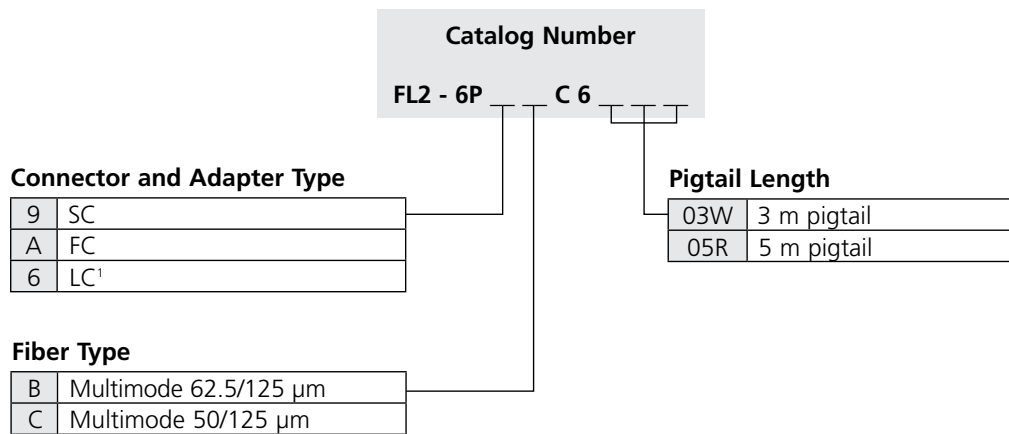 Catalog Number
FL2 - 6P _ _ C 6 _ _ _
Connector and Adapter Type
9 SC
A FC
6 LC¹
Pigtail Length
03W 3 m pigtail
05R 5 m pigtail
Fiber Type
B Multimode 62.5/125 µm
C Multimode 50/125 µm